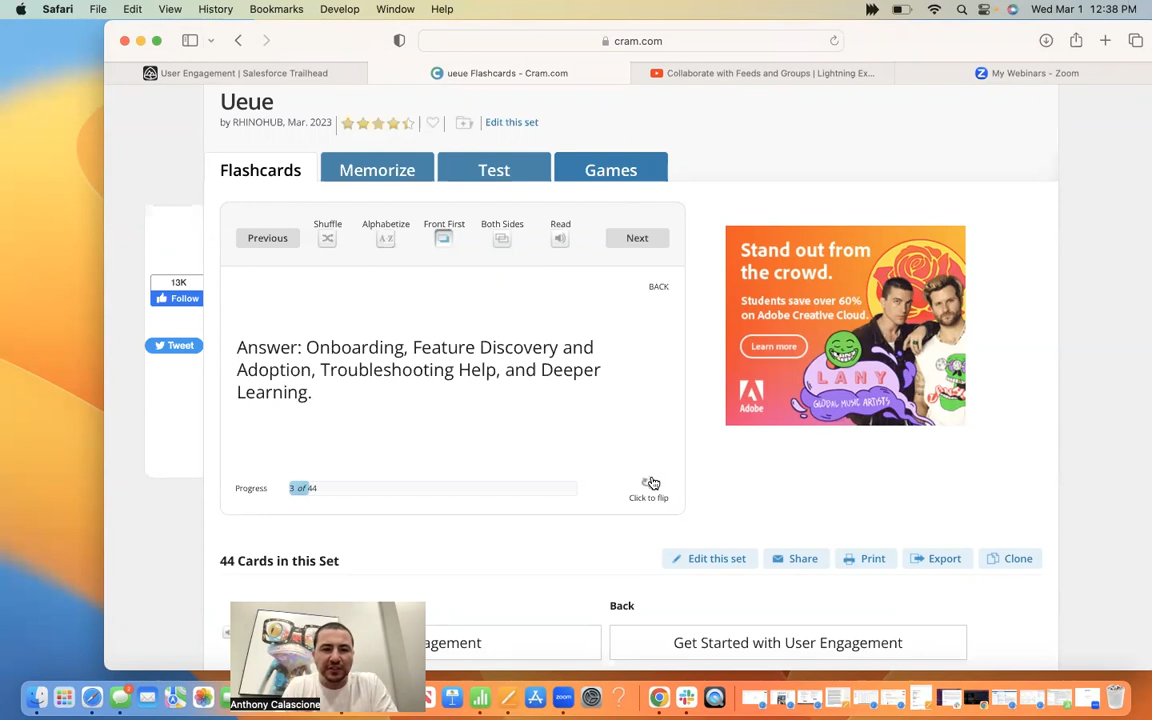 Safari File Edit View History Bookmarks Develop Window Help Wed Mar 1 12:38 PM
cram.com
User Engagement | Salesforce Trailhead
ueue Flashcards - Cram.com
Collaborate with Feeds and Groups | Lightning Ex...
My Webinars - Zoom
Ueue
by RHINOHUB, Mar. 2023
Edit this set
Flashcards Memorize Test Games
Shuffle Alphabetize Front First Both Sides Read
Previous
A-Z
Next
13K
Follow
Tweet
BACK
Answer: Onboarding, Feature Discovery and
Adoption, Troubleshooting Help, and Deeper
Learning.
Progress
3 of 44
Click to flip
Stand out from
the crowd.
Students save over 60%
on Adobe Creative Cloud.
Learn more
LANY
GLOBAL MUSIC ARTISTS
Adobe
44 Cards in this Set
Edit this set Share Print Export Clone
Back
agement
Get Started with User Engagement
Anthony Calascione